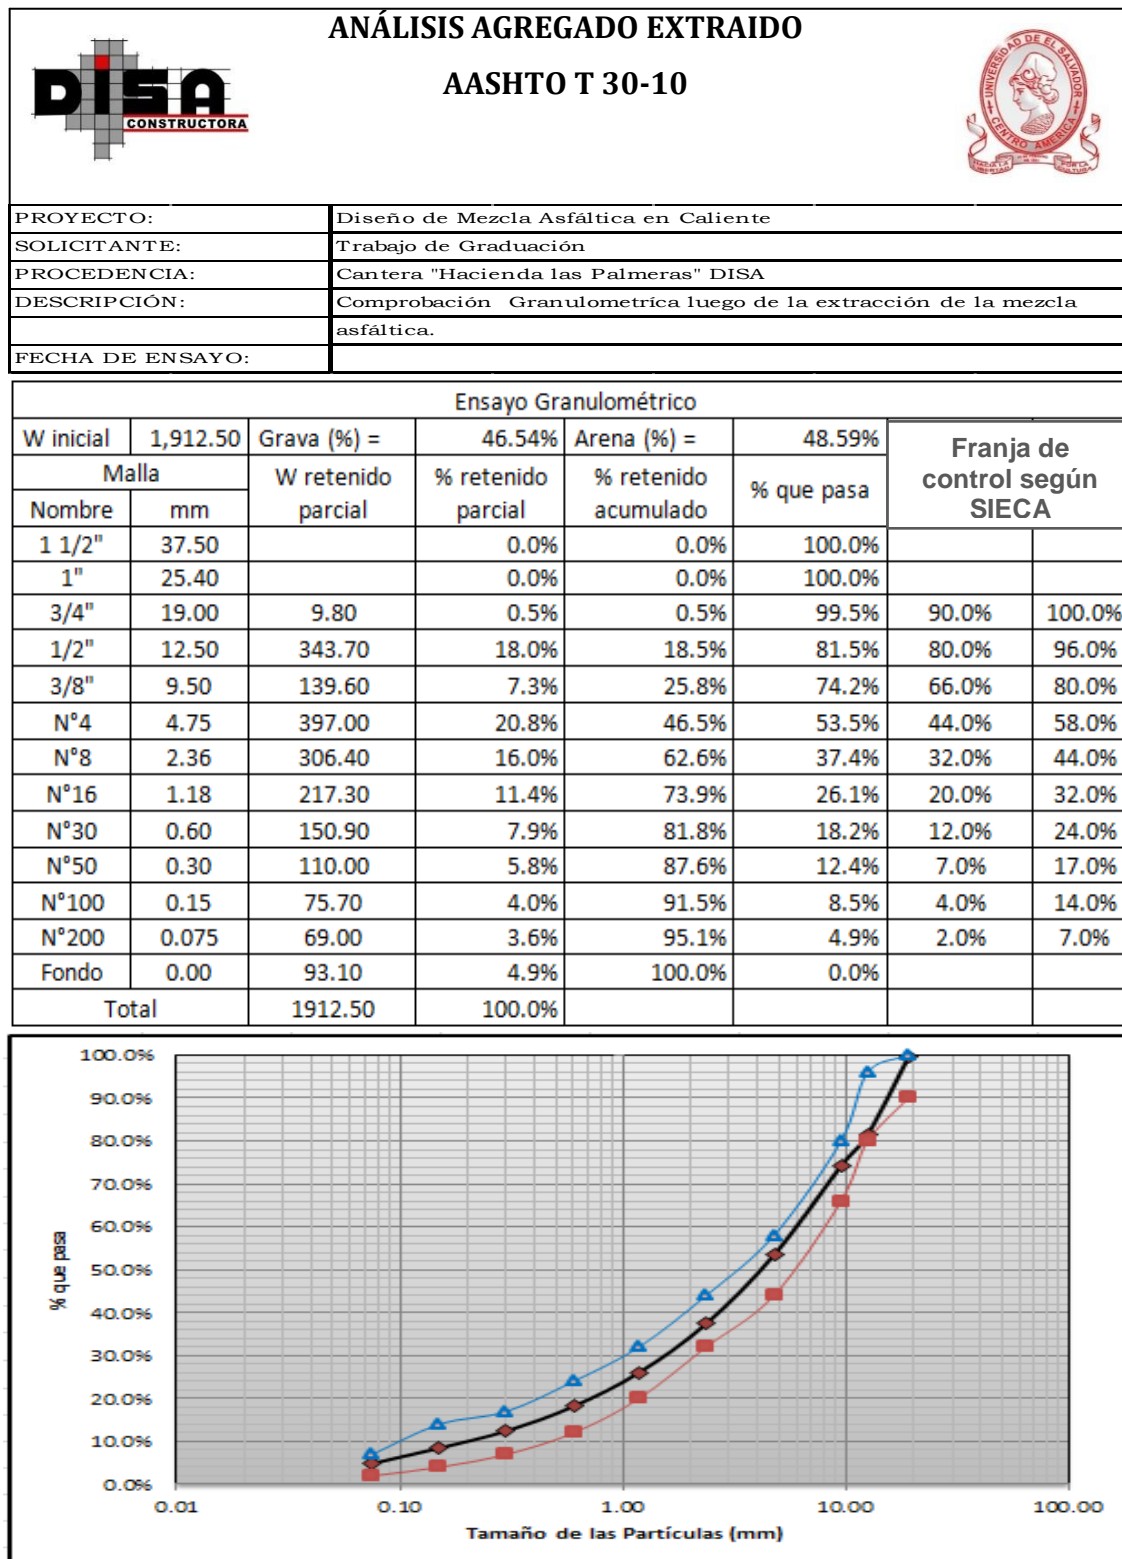 ANÁLISIS AGREGADO EXTRAIDO
AASHTO T 30-10
DISA
CONSTRUCTORA
UNIVERSIDAD DE EL SALVADOR
CENTRO AMERICA
HACIA LA LIBERTAD POR LA CULTURA
PROYECTO: Diseño de Mezcla Asfáltica en Caliente
SOLICITANTE: Trabajo de Graduación
PROCEDENCIA: Cantera "Hacienda las Palmeras" DISA
DESCRIPCIÓN: Comprobación Granulometríca luego de la extracción de la mezcla
asfáltica.
FECHA DE ENSAYO:
Ensayo Granulométrico
W inicial 1,912.50 Grava (%) = 46.54% Arena (%) = 48.59% Franja de control según SIECA
Malla W retenido parcial % retenido parcial % retenido acumulado % que pasa
Nombre mm
1 1/2" 37.50 0.0% 0.0% 100.0%
1" 25.40 0.0% 0.0% 100.0%
3/4" 19.00 9.80 0.5% 0.5% 99.5% 90.0% 100.0%
1/2" 12.50 343.70 18.0% 18.5% 81.5% 80.0% 96.0%
3/8" 9.50 139.60 7.3% 25.8% 74.2% 66.0% 80.0%
N°4 4.75 397.00 20.8% 46.5% 53.5% 44.0% 58.0%
N°8 2.36 306.40 16.0% 62.6% 37.4% 32.0% 44.0%
N°16 1.18 217.30 11.4% 73.9% 26.1% 20.0% 32.0%
N°30 0.60 150.90 7.9% 81.8% 18.2% 12.0% 24.0%
N°50 0.30 110.00 5.8% 87.6% 12.4% 7.0% 17.0%
N°100 0.15 75.70 4.0% 91.5% 8.5% 4.0% 14.0%
N°200 0.075 69.00 3.6% 95.1% 4.9% 2.0% 7.0%
Fondo 0.00 93.10 4.9% 100.0% 0.0%
Total 1912.50 100.0%
100.0%
90.0%
80.0%
70.0%
60.0%
50.0%
40.0%
30.0%
20.0%
10.0%
0.0%
% que pasa
0.01 0.10 1.00 10.00 100.00
Tamaño de las Partículas (mm)